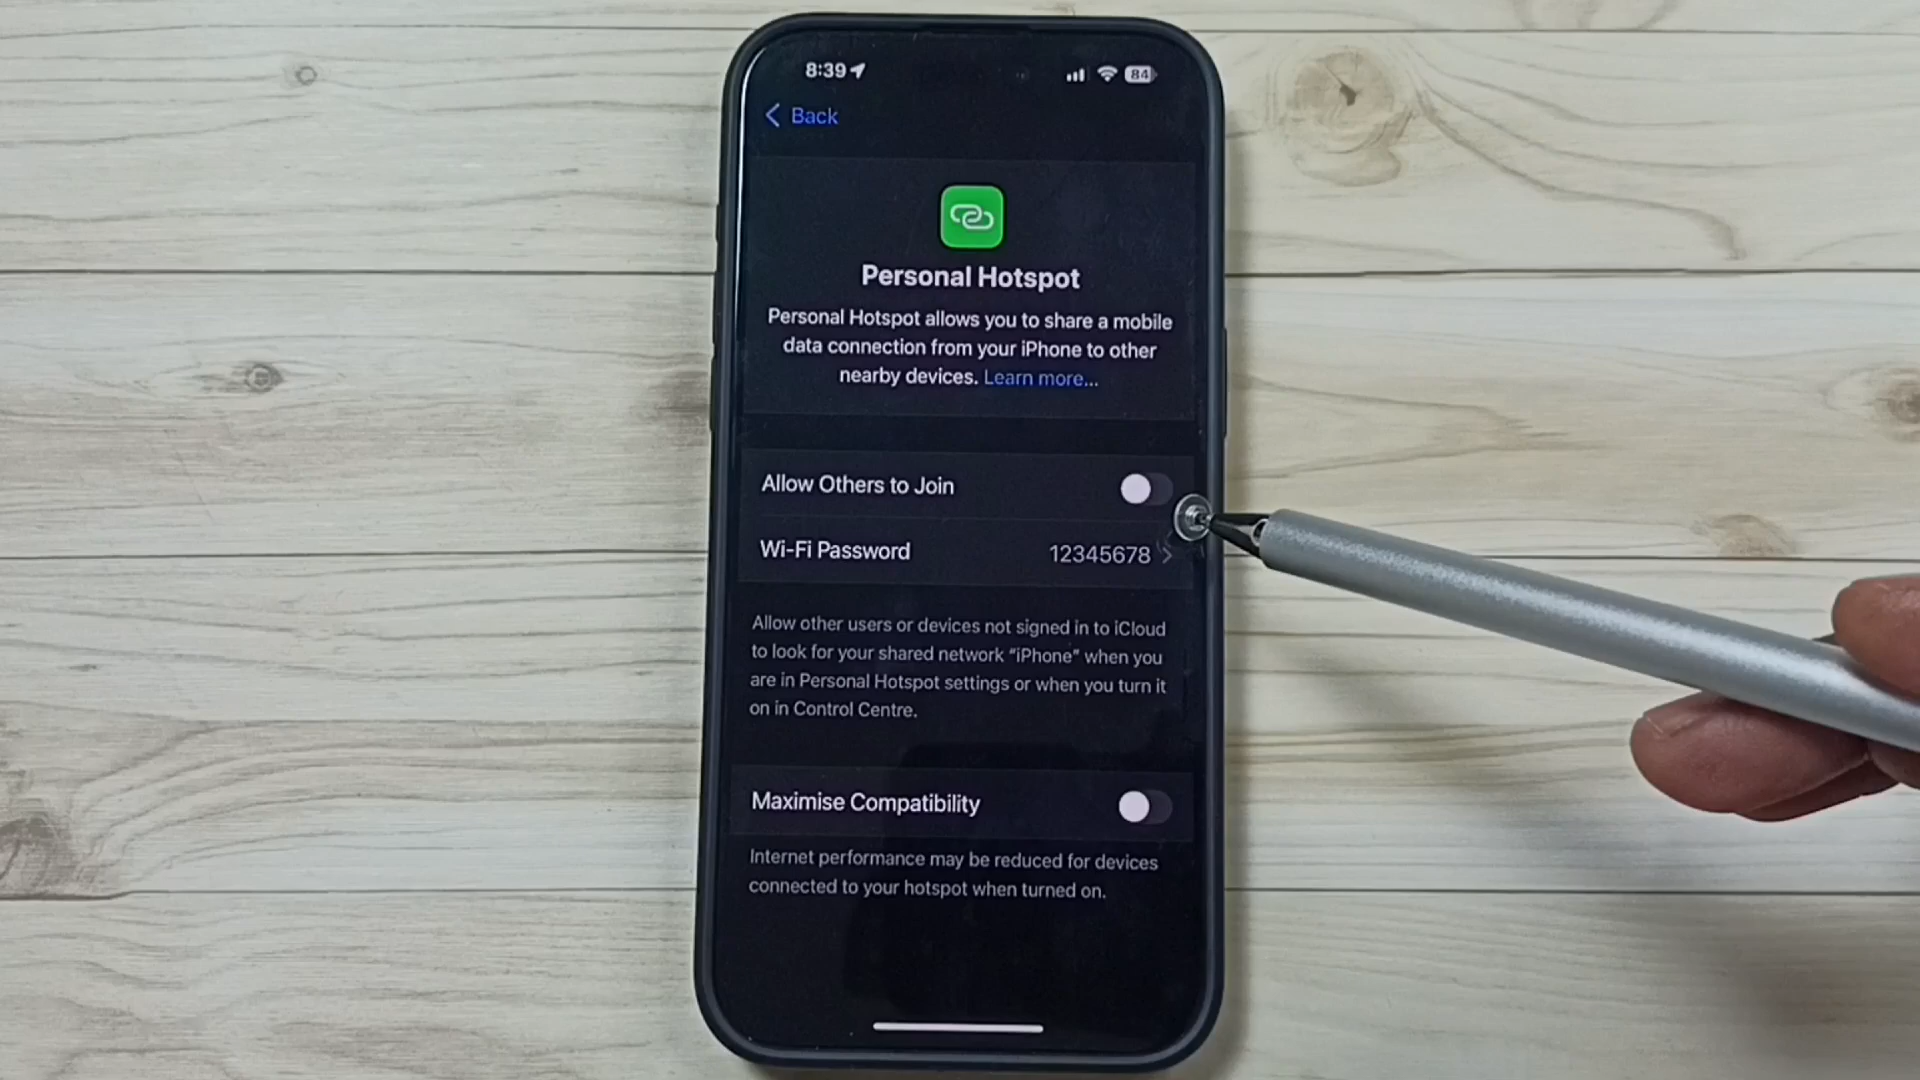 8:39
84
Back
Personal Hotspot
Personal Hotspot allows you to share a mobile
data connection from your iPhone to other
nearby devices. Learn more...
Allow Others to Join
Wi-Fi Password 12345678
Allow other users or devices not signed in to iCloud
to look for your shared network “iPhone” when you
are in Personal Hotspot settings or when you turn it
on in Control Centre.
Maximise Compatibility
Internet performance may be reduced for devices
connected to your hotspot when turned on.